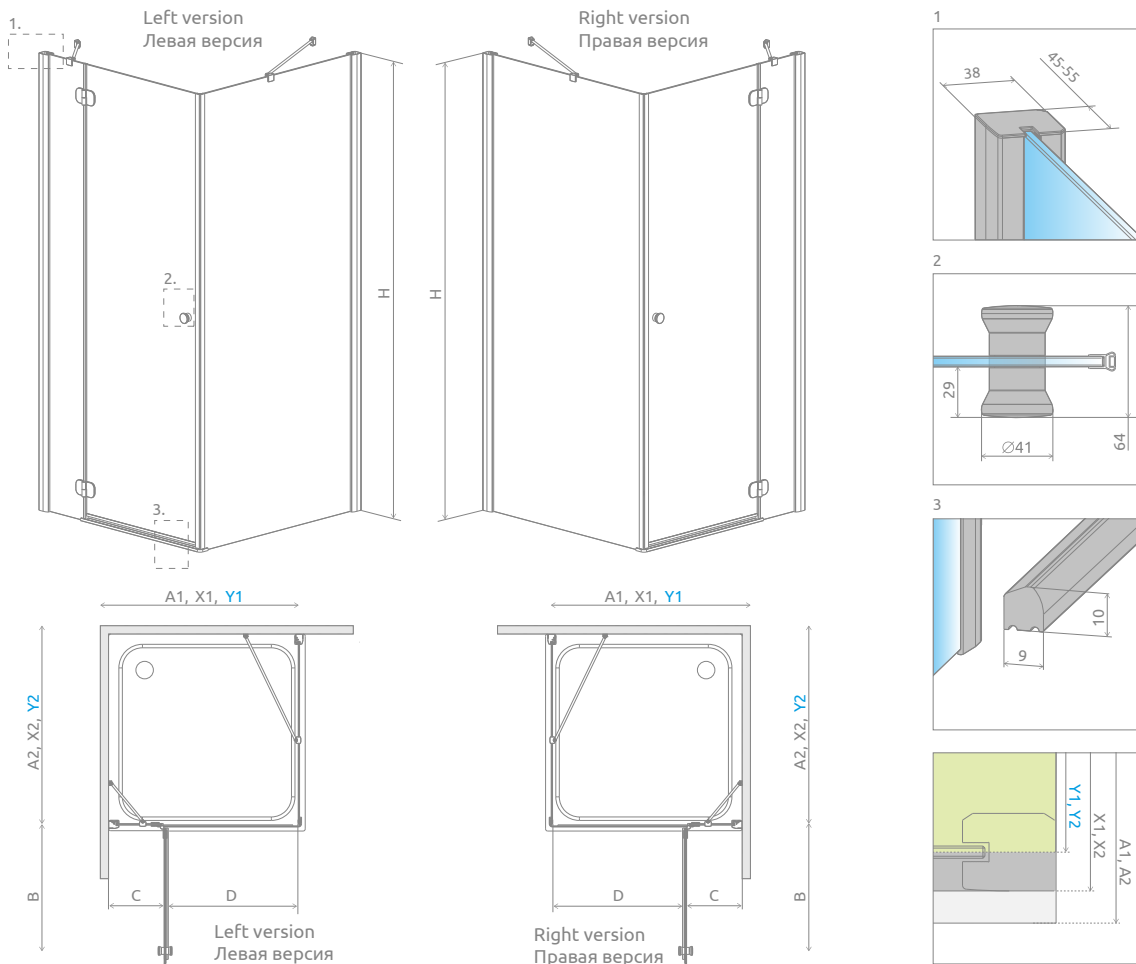 1.
Left version
Левая версия
Right version
Правая версия
2.
H
H
3.
A1, X1, Y1
A1, X1, Y1
A2, X2, Y2
A2, X2, Y2
B
C
D
D
C
B
Left version
Левая версия
Right version
Правая версия
1
38
45-55
2
29
Ø41
64
3
10
9
Y1, Y2
X1, X2
A1, A2